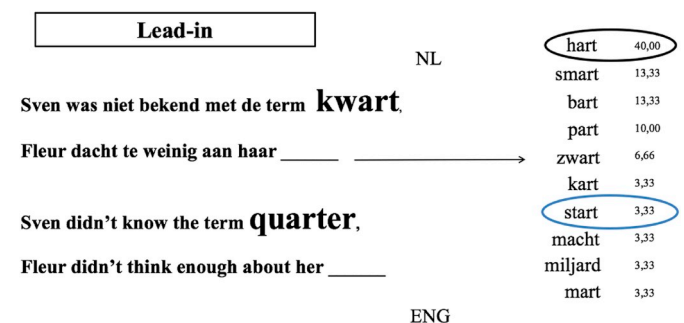 Lead-in
NL
Sven was niet bekend met de term kwart,
Fleur dacht te weinig aan haar _____
Sven didn't know the term quarter,
Fleur didn't think enough about her _____
ENG
hart 40,00
smart 13,33
bart 13,33
part 10,00
zwart 6,66
kart 3,33
start 3,33
macht 3,33
miljard 3,33
mart 3,33